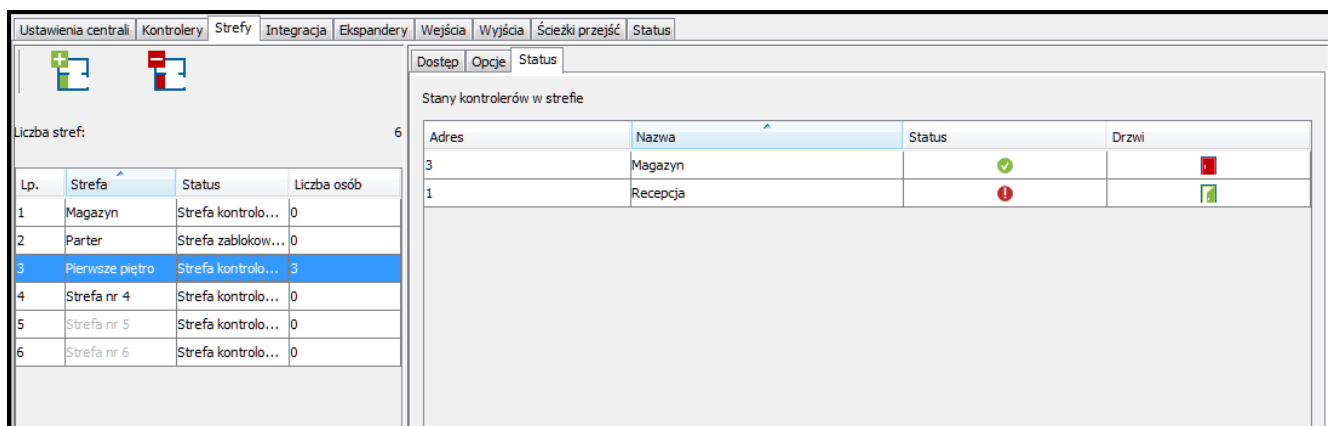 Ustawienia centrali Kontrolery Strefy Integracja Ekspandery Wejścia Wyjścia Ścieżki przejść Status
Dostęp Opcje Status
Stany kontrolerów w strefie
Liczba stref: 6
Adres Nazwa Status Drzwi
3 Magazyn
1 Recepcja
Lp. Strefa Status Liczba osób
1 Magazyn Strefa kontrolo... 0
2 Parter Strefa zablokow... 0
3 Pierwsze piętro Strefa kontrolo... 3
4 Strefa nr 4 Strefa kontrolo... 0
5 Strefa nr 5 Strefa kontrolo... 0
6 Strefa nr 6 Strefa kontrolo... 0